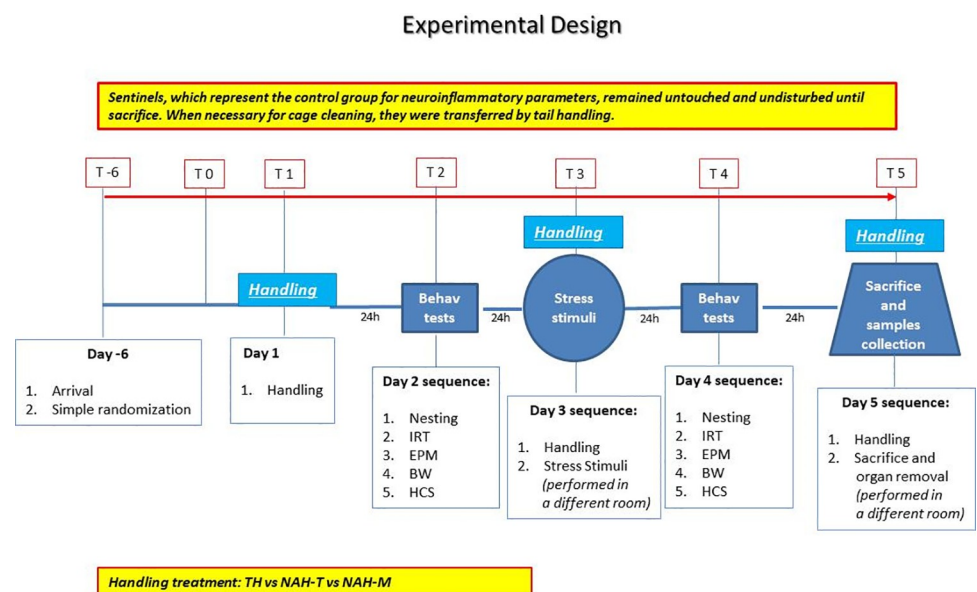 Experimental Design
Sentinels, which represent the control group for neuroinflammatory parameters, remained untouched and undisturbed until
sacrifice. When necessary for cage cleaning, they were transferred by tail handling.
T -6
T 0
T 1
T 2
T 3
T 4
T 5
Handling
Handling
Handling
Behav
tests
Stress
stimuli
Behav
tests
Sacrifice
and
samples
collection
24h
24h
24h
24h
Day -6
1. Arrival
2. Simple randomization
Day 1
1. Handling
Day 2 sequence:
1. Nesting
2. IRT
3. EPM
4. BW
5. HCS
Day 3 sequence:
1. Handling
2. Stress Stimuli
(performed in
a different room)
Day 4 sequence:
1. Nesting
2. IRT
3. EPM
4. BW
5. HCS
Day 5 sequence:
1. Handling
2. Sacrifice and
organ removal
(performed in
a different room)
Handling treatment: TH vs NAH-T vs NAH-M